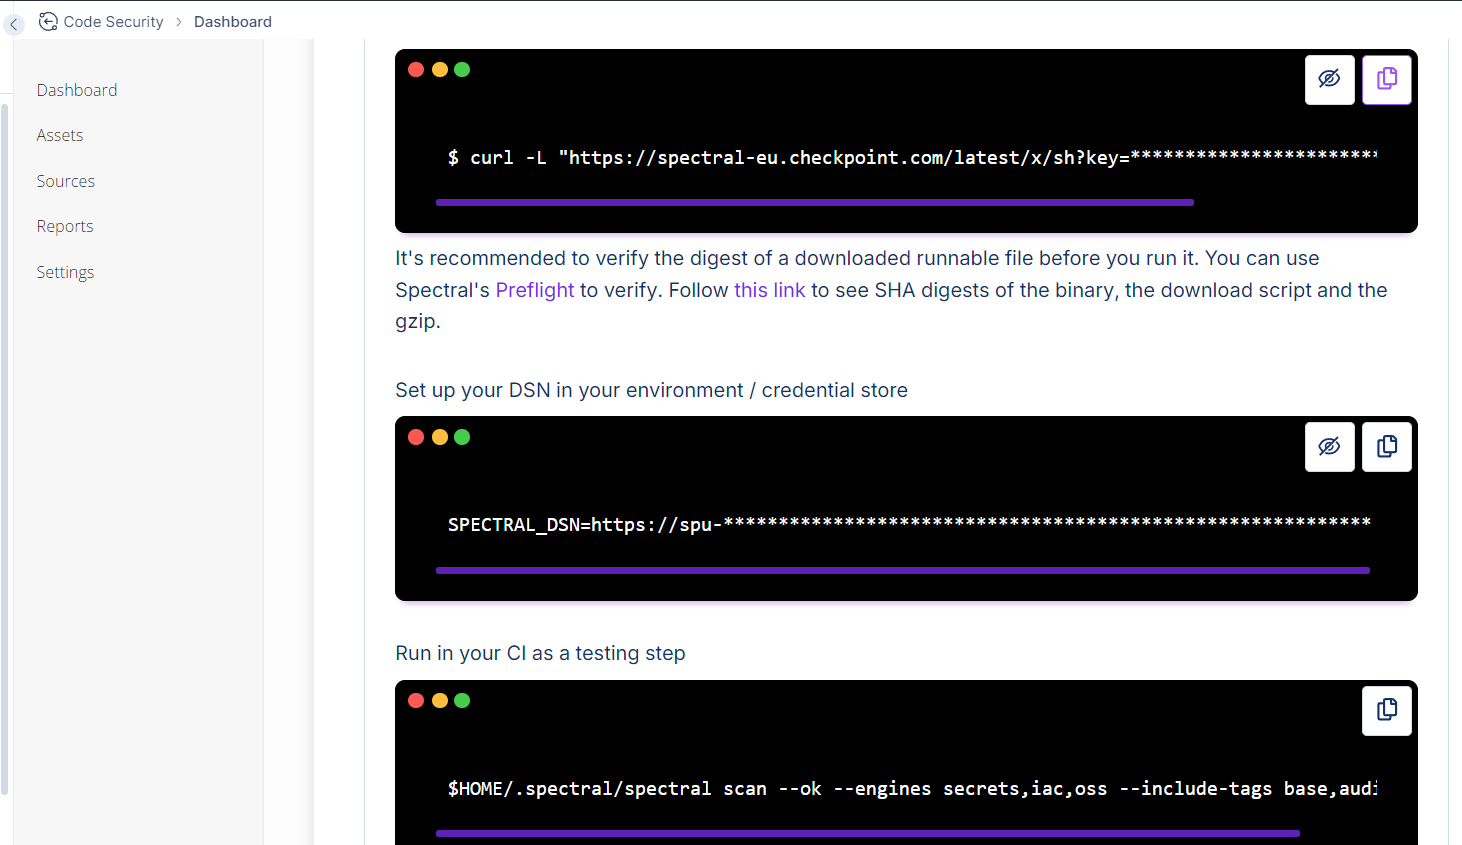 Code Security > Dashboard
Dashboard
Assets
Sources
Reports
Settings
$ curl -L "https://spectral-eu.checkpoint.com/latest/x/sh?key=***********************
It's recommended to verify the digest of a downloaded runnable file before you run it. You can use
Spectral's Preflight to verify. Follow this link to see SHA digests of the binary, the download script and the
gzip.
Set up your DSN in your environment / credential store
SPECTRAL_DSN=https://spu-***********************************************************
Run in your CI as a testing step
$HOME/.spectral/spectral scan --ok --engines secrets,iac,oss --include-tags base,audi